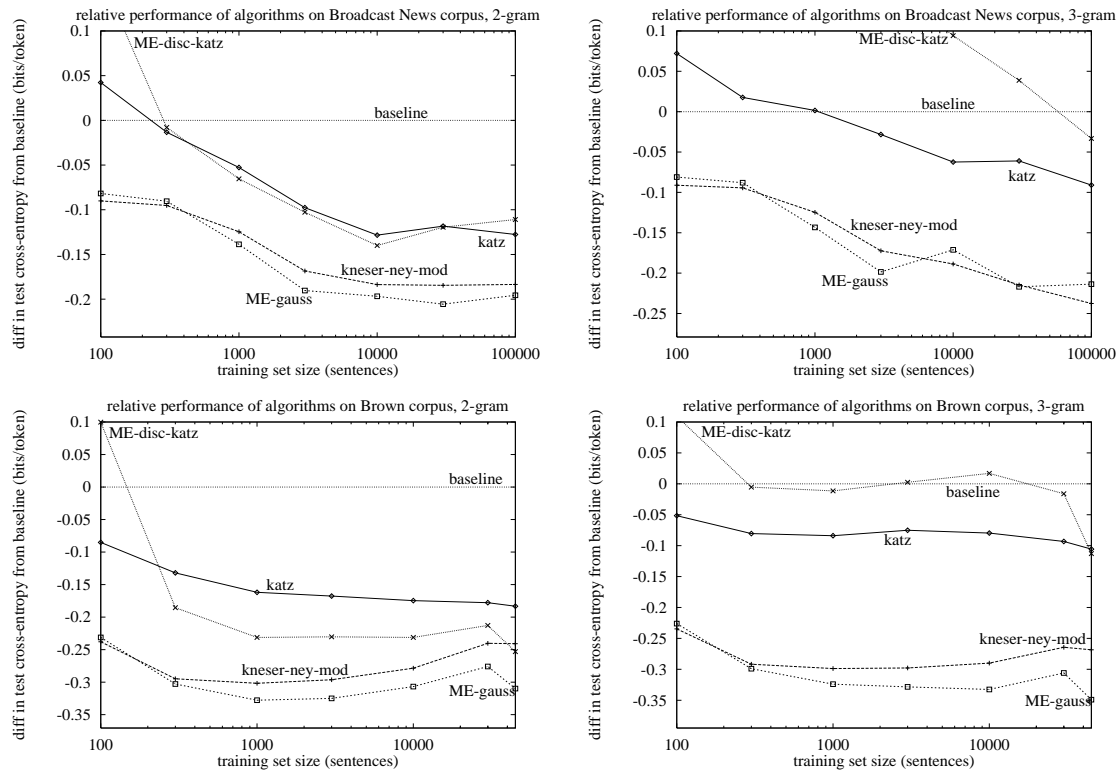 relative performance of algorithms on Broadcast News corpus, 2-gram
diff in test cross-entropy from baseline (bits/token)
0.1
0.05
0
-0.05
-0.1
-0.15
-0.2
ME-disc-katz
baseline
katz
kneser-ney-mod
ME-gauss
100
1000
10000
100000
training set size (sentences)
relative performance of algorithms on Broadcast News corpus, 3-gram
diff in test cross-entropy from baseline (bits/token)
0.1
0.05
0
-0.05
-0.1
-0.15
-0.2
-0.25
ME-disc-katz
baseline
katz
kneser-ney-mod
ME-gauss
100
1000
10000
100000
training set size (sentences)
relative performance of algorithms on Brown corpus, 2-gram
diff in test cross-entropy from baseline (bits/token)
0.1
0.05
0
-0.05
-0.1
-0.15
-0.2
-0.25
-0.3
-0.35
ME-disc-katz
baseline
katz
kneser-ney-mod
ME-gauss
100
1000
10000
training set size (sentences)
relative performance of algorithms on Brown corpus, 3-gram
diff in test cross-entropy from baseline (bits/token)
0.1
0.05
0
-0.05
-0.1
-0.15
-0.2
-0.25
-0.3
-0.35
ME-disc-katz
baseline
katz
kneser-ney-mod
ME-gauss
100
1000
10000
training set size (sentences)